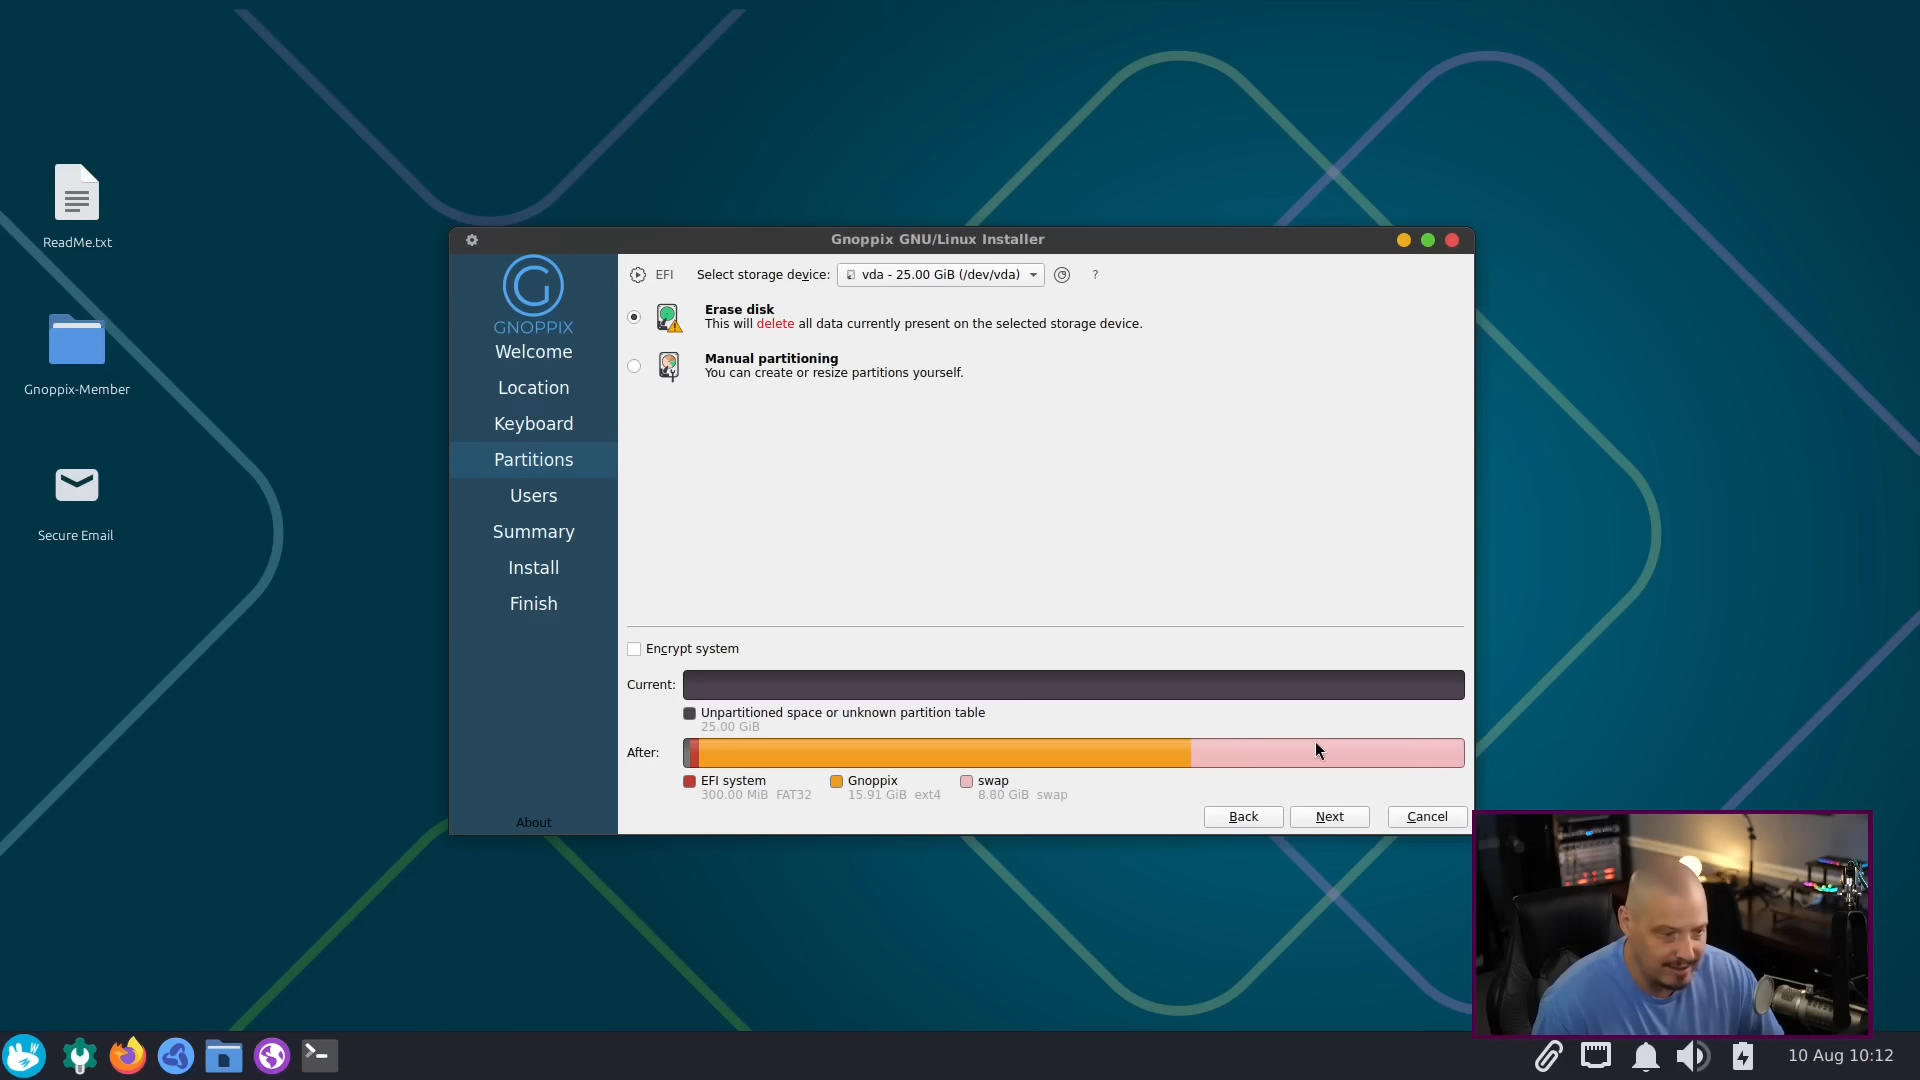 ReadMe.txt
Gnoppix-Member
Secure Email
Gnoppix GNU/Linux Installer
GNOPPIX
Welcome
Location
Keyboard
Partitions
Users
Summary
Install
Finish
About
EFI Select storage device: vda - 25.00 GiB (/dev/vda) ?
Erase disk
This will delete all data currently present on the selected storage device.
Manual partitioning
You can create or resize partitions yourself.
Encrypt system
Current:
Unpartitioned space or unknown partition table
25.00 GiB
After:
EFI system Gnoppix swap
300.00 MiB FAT32 15.91 GiB ext4 8.80 GiB swap
Back Next Cancel
10 Aug 10:12